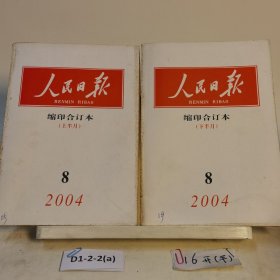 人民日报
RENMIN RIBAO
缩印合订本
(上半月)
8
2004
人民日报
RENMIN RIBAO
缩印合订本
(下半月)
8
2004
D1-2-2(a)